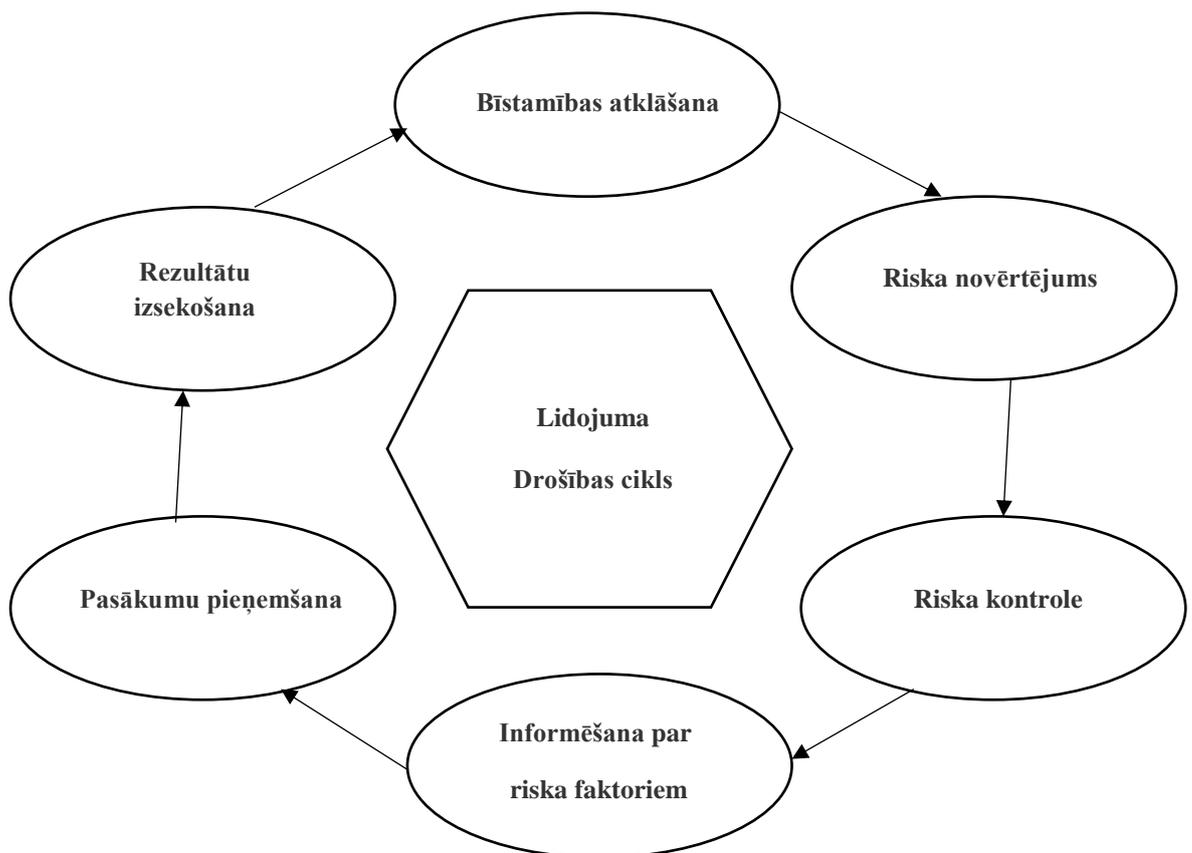 Bīstamības atklāšana
Riska novērtējums
Riska kontrole
Informēšana par
riska faktoriem
Pasākumu pieņemšana
Rezultātu
izsekošana
Lidojuma
Drošības cikls